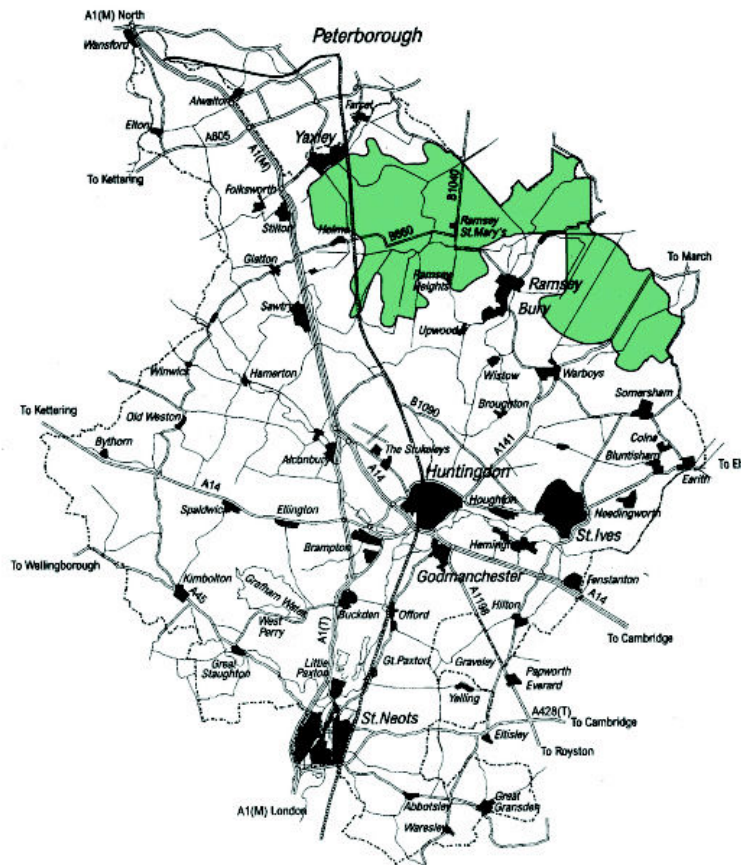 A1(M) North
Wansford
Peterborough
Alwalton
Farcet
Elton
A605
Yaxley
A1(M)
To Kettering
B1040
Folksworth
Stilton
Ramsey
St.Mary's
Holme
B660
Glatton
To March
Ramsey
Heights
Ramsey
Bury
Sawtry
Upwood
Winwick
Hamerton
Wistow
Warboys
To Kettering
Old Weston
B1090
Broughton
Somersham
Bythorn
A141
Colne
Alconbury
The Stukeleys
Bluntisham
A14
A14
Huntingdon
Earith
Spaldwick
Ellington
Houghton
Needingworth
St.Ives
Brampton
Heming
To Wellingborough
Kimbolton
Godmanchester
Fenstanton
A45
Grafham Water
A14
Buckden
Offord
A1198
Hilton
West
Perry
A1(T)
To Cambridge
Great
Staughton
Little
Paxton
Gt.Paxton
Graveley
Papworth
Everard
Yelling
St.Neots
A428(T)
To Cambridge
Eltisley
To Royston
A1(M) London
Abbotsley
Great
Gransden
Waresley